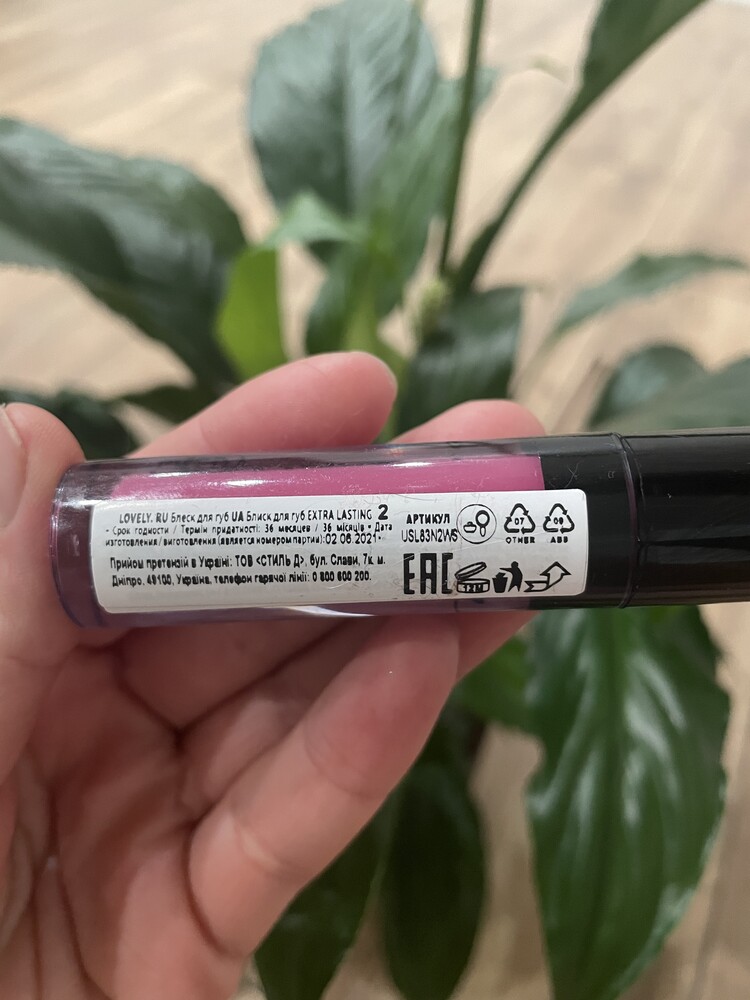 LOVELY. RU Блеск для губ UA Блиск для губ EXTRA LASTING 2
- Срок годности / Термін придатності: 36 месяцев / 36 місяців • Дата
изготовления/виготовлення (является номером партии): 02.06.2021•
Прийом претензій в Україні: ТОВ «СТИЛЬ Д», бул. Слави, 7к, м.
Дніпро, 49100, Україна, телефон гарячої лінії: 0 800 600 200.
АРТИКУЛ
USL83N2WS
07
OTHER
09
ABS
EAC
12M